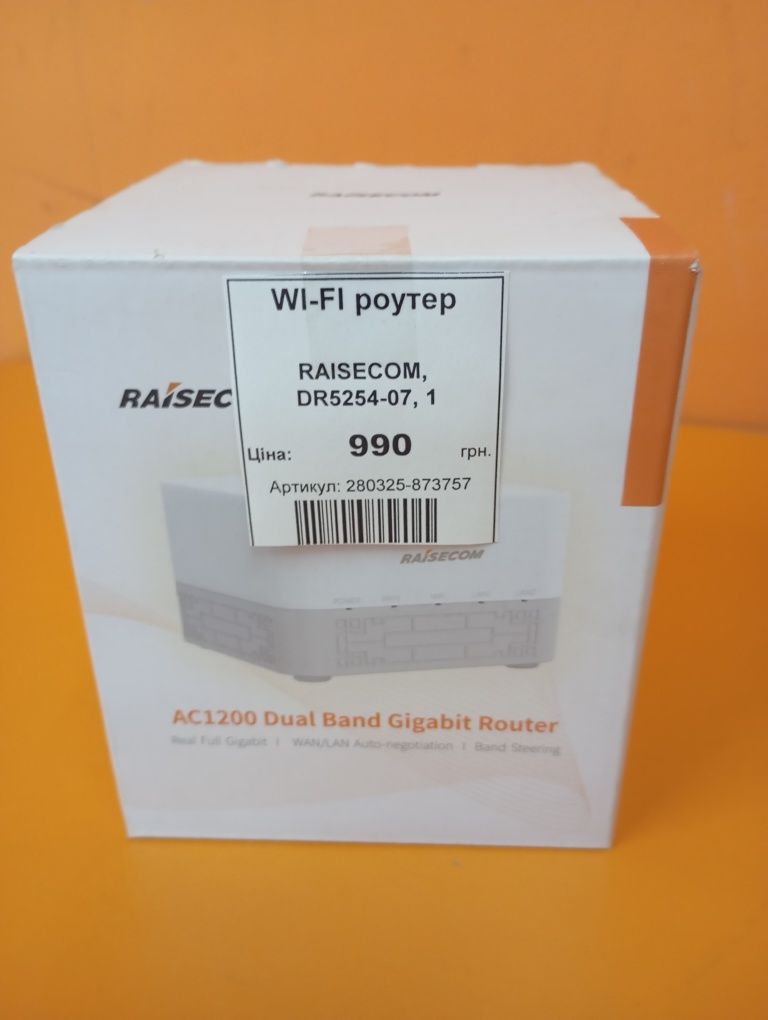 RAISECOM
WI-FI роутер
RAISECOM,
DR5254-07, 1
Ціна: 990 грн.
Артикул: 280325-873757
RAISEC
RAISECOM
AC1200 Dual Band Gigabit Router
Real Full Gigabit I WAN/LAN Auto-negotiation I Band Steering